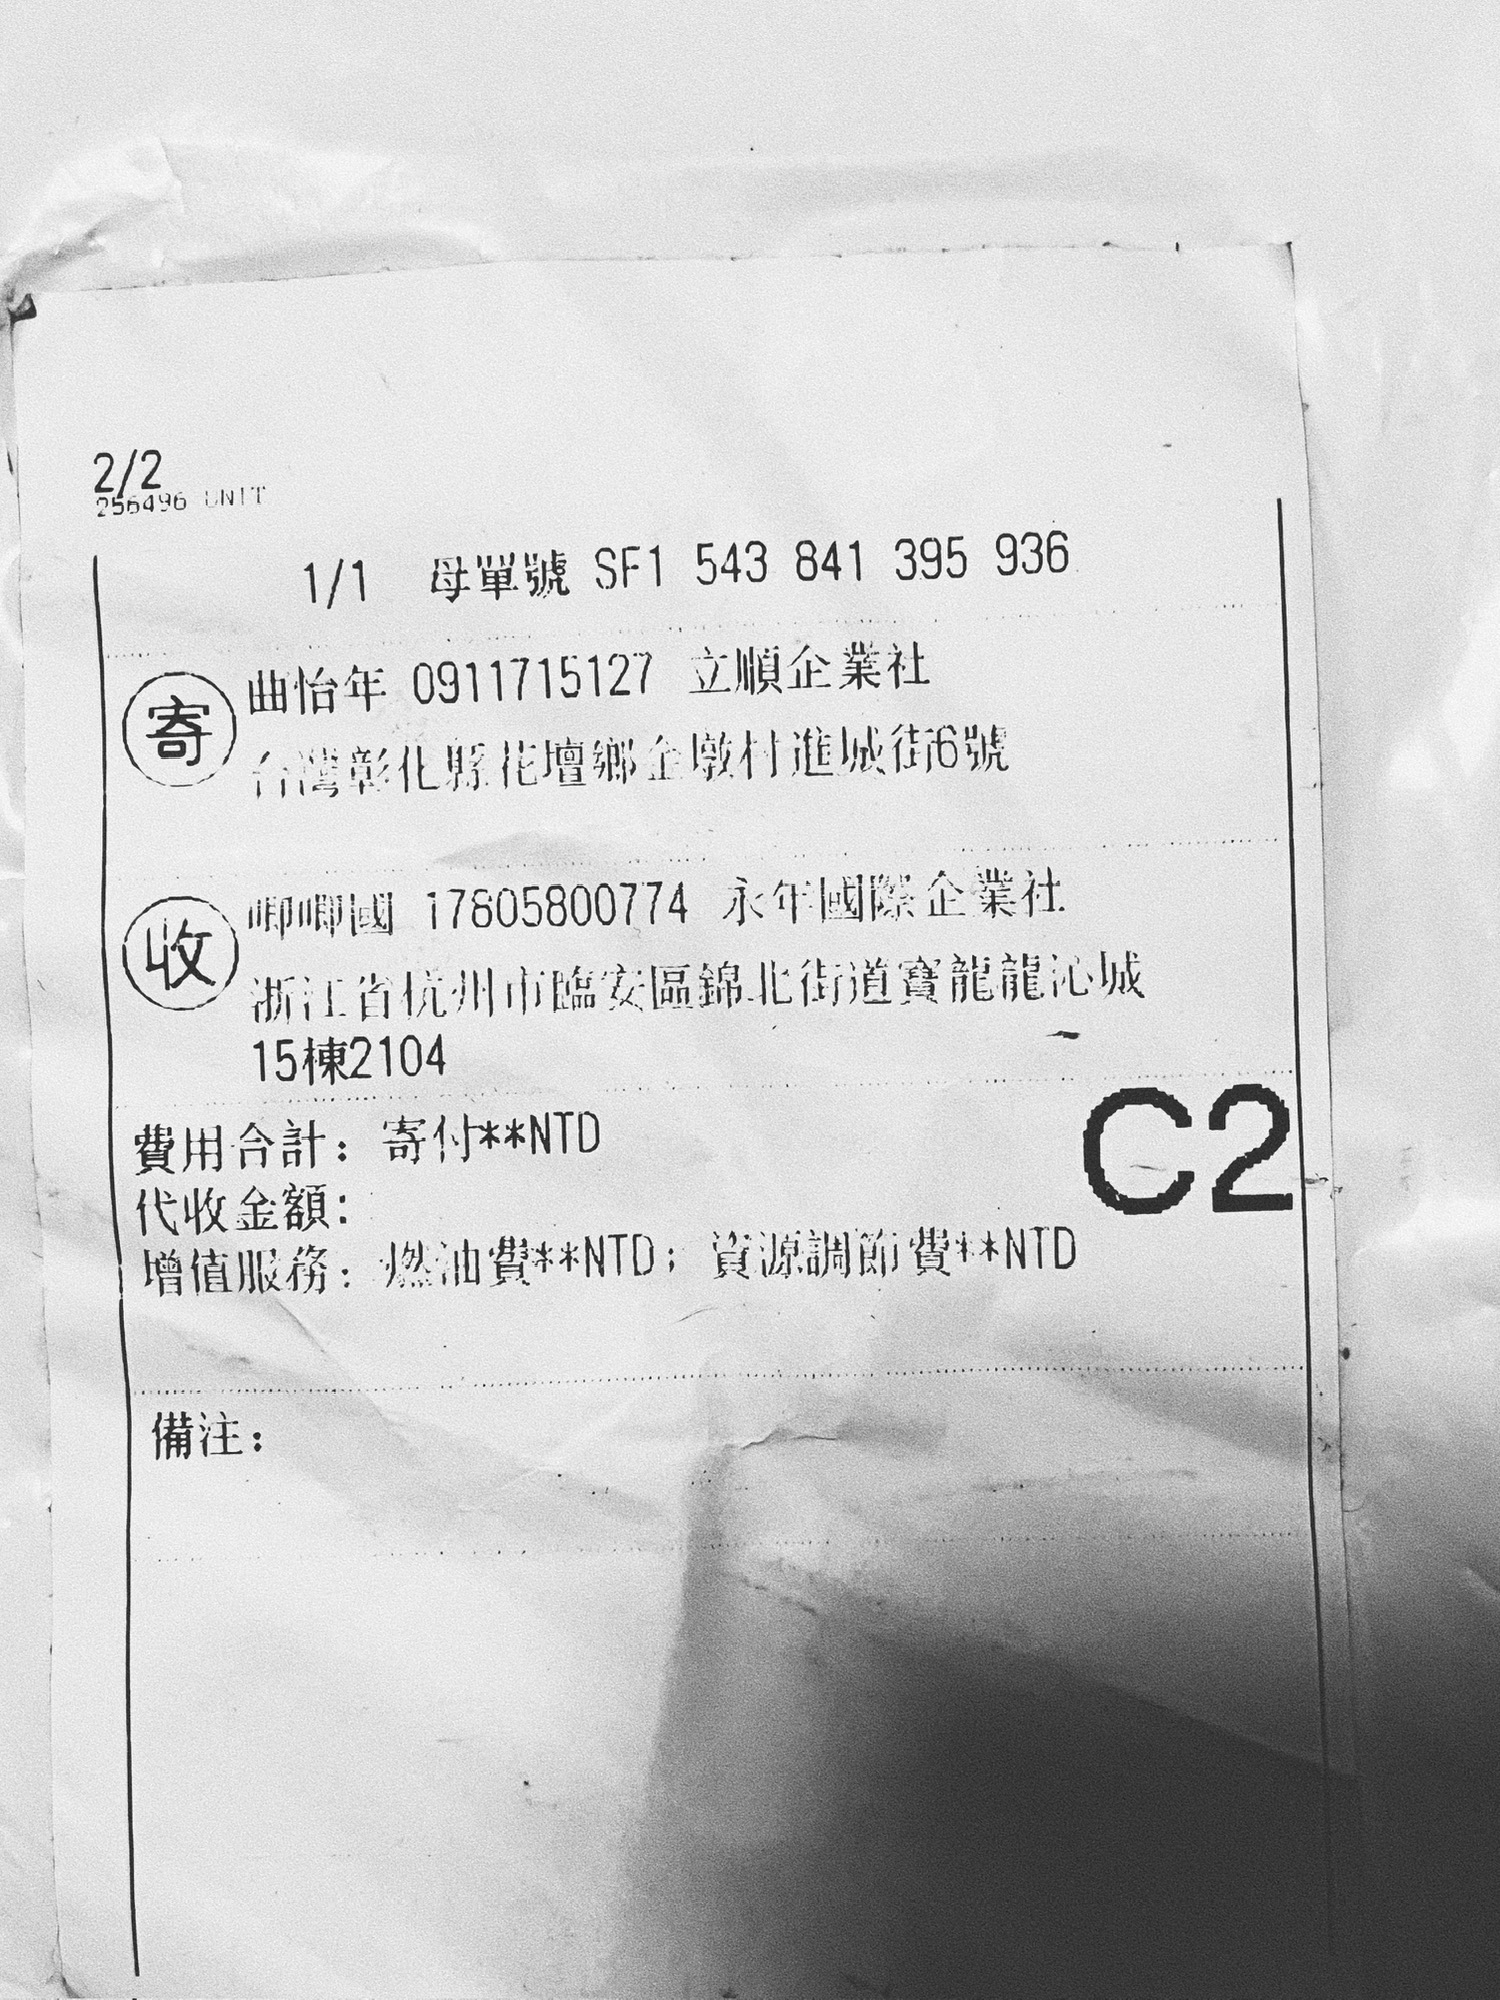 2/2
256496 UNIT
1/1 母單號 SF1 543 841 395 936
寄 曲怡年 0911715127 立順企業社
台灣彰化縣花壇鄉金墩村進城街6號
收 唧唧國 17605800774 永年國際企業社
浙江省杭州市臨安區錦北街道寶龍龍沁城
15棟2104
C2
費用合計: 寄付**NTD
代收金額:
增值服務: 燃油費**NTD; 資源調節費**NTD
備注: